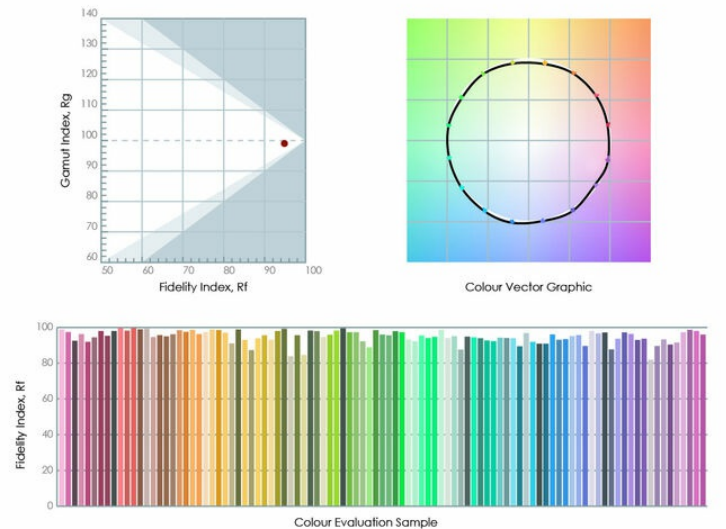 140
130
120
110
100
90
80
70
60
Gamut Index, Rg
50 60 70 80 90 100
Fidelity Index, Rf
Colour Vector Graphic
100
80
60
40
20
0
Fidelity Index, Rf
Colour Evaluation Sample